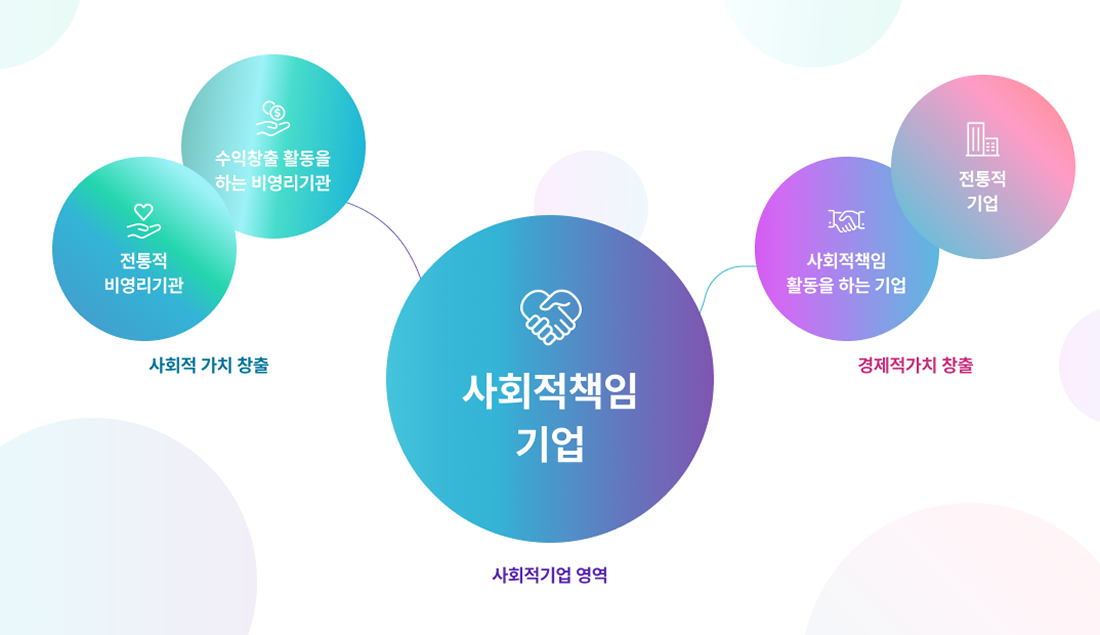 수익창출 활동을
하는 비영리기관
전통적
비영리기관
사회적 가치 창출
사회적책임
기업
사회적기업 영역
전통적
기업
사회적책임
활동을 하는 기업
경제적가치 창출